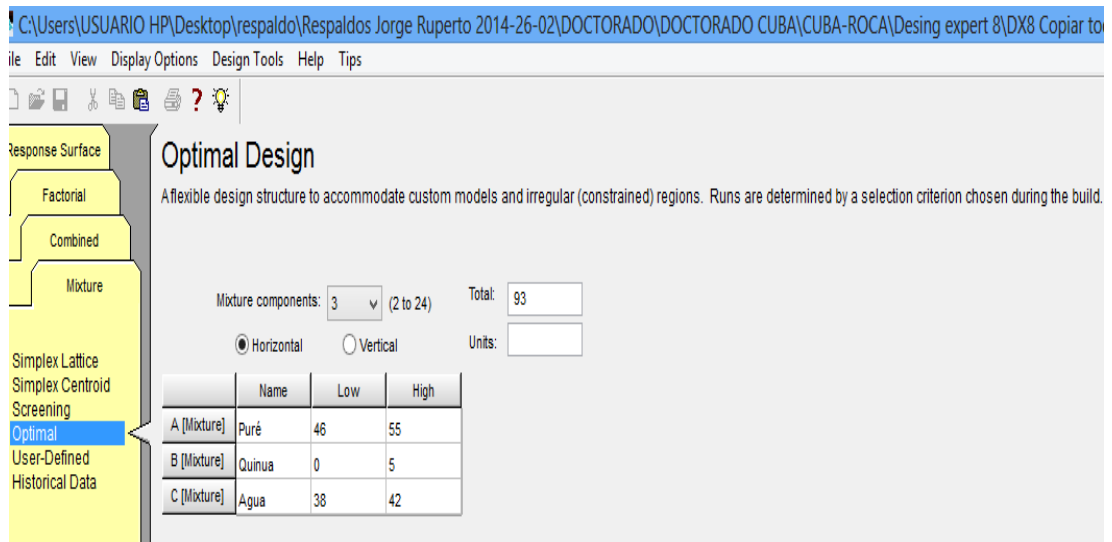 C:\Users\USUARIO HP\Desktop\respaldo\Respaldos Jorge Ruperto 2014-26-02\DOCTORADO\DOCTORADO CUBA\CUBA-ROCA\Desing expert 8\DX8 Copiar to
ile Edit View Display Options Design Tools Help Tips
Response Surface
Factorial
Combined
Mixture
Simplex Lattice
Simplex Centroid
Screening
Optimal
User-Defined
Historical Data
Optimal Design
A flexible design structure to accommodate custom models and irregular (constrained) regions. Runs are determined by a selection criterion chosen during the build.
Mixture components: 3 (2 to 24) Total: 93
Horizontal Vertical Units:
Name Low High
A [Mixture] Puré 46 55
B [Mixture] Quinua 0 5
C [Mixture] Agua 38 42